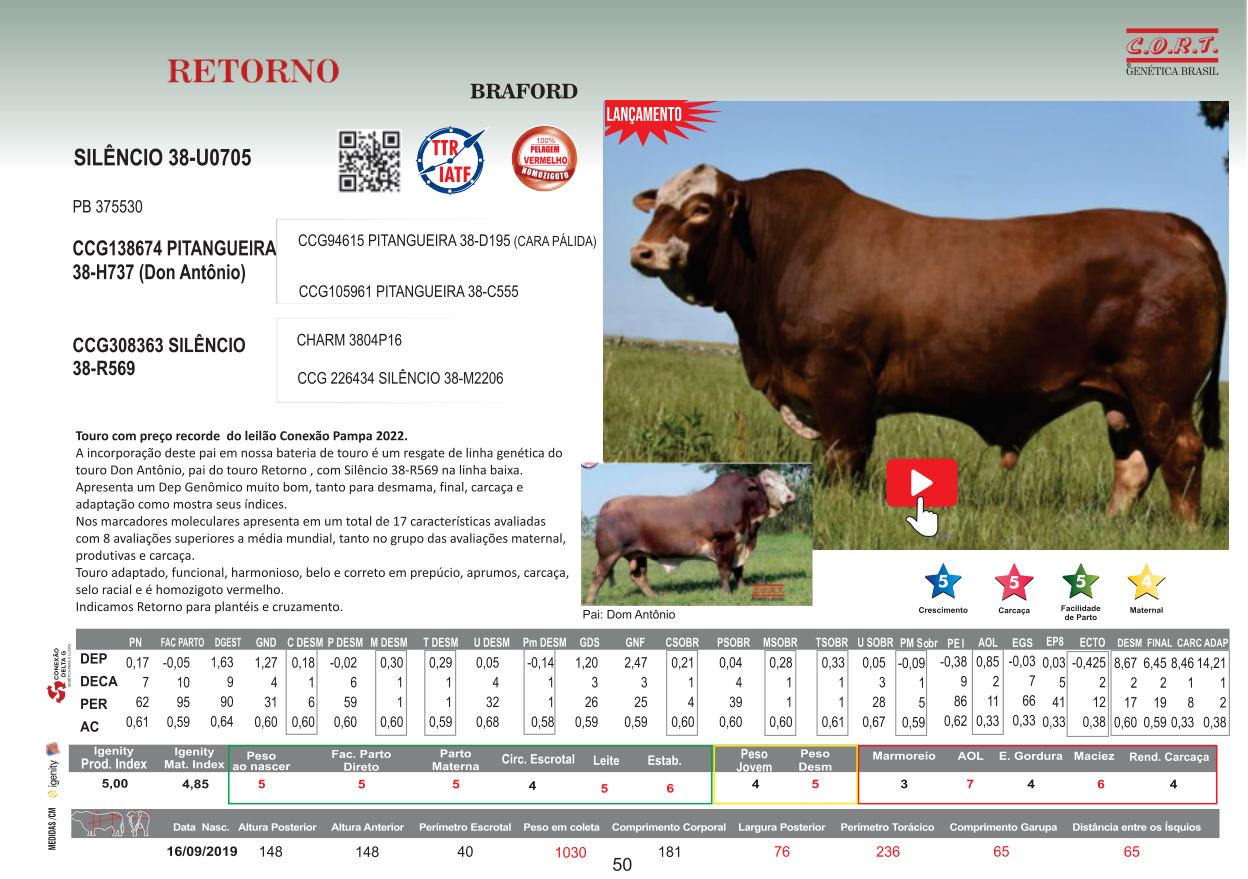 RETORNO
BRAFORD
C.O.R.T.
GENÉTICA BRASIL
LANÇAMENTO
SILÊNCIO 38-U0705
TTR
IATF
100%
PELAGEM
VERMELHO
HOMOZIGOTO
PB 375530
CCG138674 PITANGUEIRA
38-H737 (Don Antônio)
CCG94615 PITANGUEIRA 38-D195 (CARA PÁLIDA)
CCG105961 PITANGUEIRA 38-C555
CCG308363 SILÊNCIO
38-R569
CHARM 3804P16
CCG 226434 SILÊNCIO 38-M2206
Touro com preço recorde do leilão Conexão Pampa 2022.
A incorporação deste pai em nossa bateria de touro é um resgate de linha genética do
touro Don Antônio, pai do touro Retorno , com Silêncio 38-R569 na linha baixa.
Apresenta um Dep Genômico muito bom, tanto para desmama, final, carcaça e
adaptação como mostra seus índices.
Nos marcadores moleculares apresenta em um total de 17 características avaliadas
com 8 avaliações superiores a média mundial, tanto no grupo das avaliações maternal,
produtivas e carcaça.
Touro adaptado, funcional, harmonioso, belo e correto em prepúcio, aprumos, carcaça,
selo racial e é homozigoto vermelho.
Indicamos Retorno para plantéis e cruzamento.
C.O.R.T.
Pai: Dom Antônio
5 5 5 4
Crescimento Carcaça Facilidade de Parto Maternal
CONEXÃO
DELTA G
PN FAC PARTO DGEST GND C DESM P DESM M DESM T DESM U DESM Pm DESM GDS GNF CSOBR PSOBR MSOBR TSOBR U SOBR PM Sobr PE I AOL EGS EP8 ECTO DESM FINAL CARC ADAP
DEP 0,17 -0,05 1,63 1,27 0,18 -0,02 0,30 0,29 0,05 -0,14 1,20 2,47 0,21 0,04 0,28 0,33 0,05 -0,09 -0,38 0,85 -0,03 0,03 -0,425 8,67 6,45 8,46 14,21
DECA 7 10 9 4 1 6 1 1 4 1 3 3 1 4 1 1 3 1 9 2 7 5 2 2 2 1 1
PER 62 95 90 31 6 59 1 1 32 1 26 25 4 39 1 1 28 5 86 11 66 41 12 17 19 8 2
AC 0,61 0,59 0,64 0,60 0,60 0,60 0,60 0,59 0,68 0,58 0,59 0,59 0,60 0,60 0,60 0,61 0,67 0,59 0,62 0,33 0,33 0,33 0,38 0,60 0,59 0,33 0,38
igenity
Igenity Prod. Index Igenity Mat. Index Peso ao nascer Fac. Parto Direto Parto Materna Circ. Escrotal Leite Estab. Peso Jovem Peso Desm Marmoreio AOL E. Gordura Maciez Rend. Carcaça
5,00 4,85 5 5 5 4 5 6 4 5 3 7 4 6 4
MEDIDAS /CM
Data Nasc. Altura Posterior Altura Anterior Perímetro Escrotal Peso em coleta Comprimento Corporal Largura Posterior Perímetro Torácico Comprimento Garupa Distância entre os Ísquios
16/09/2019 148 148 40 1030 181 76 236 65 65
50